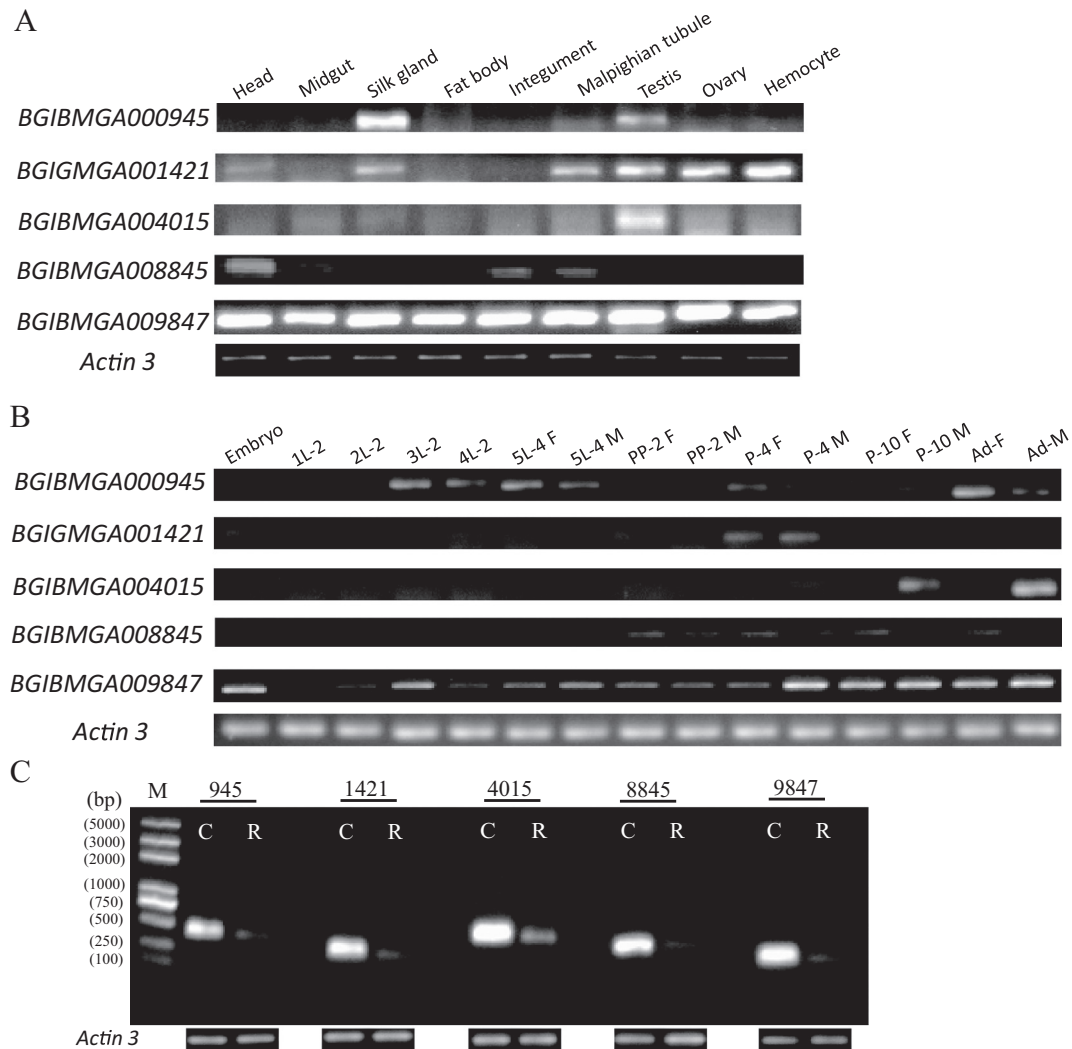 A
Head Midgut Silk gland Fat body Integument Malpighian tubule Testis Ovary Hemocyte
BGIBMGA000945
BGIGMGA001421
BGIBMGA004015
BGIBMGA008845
BGIBMGA009847
Actin 3
B
Embryo 1L-2 2L-2 3L-2 4L-2 5L-4 F 5L-4 M PP-2 F PP-2 M P-4 F P-4 M P-10 F P-10 M Ad-F Ad-M
BGIBMGA000945
BGIGMGA001421
BGIBMGA004015
BGIBMGA008845
BGIBMGA009847
Actin 3
C
(bp) M 945 1421 4015 8845 9847
C R C R C R C R C R
(5000)
(3000)
(2000)
(1000)
(750)
(500)
(250)
(100)
Actin 3